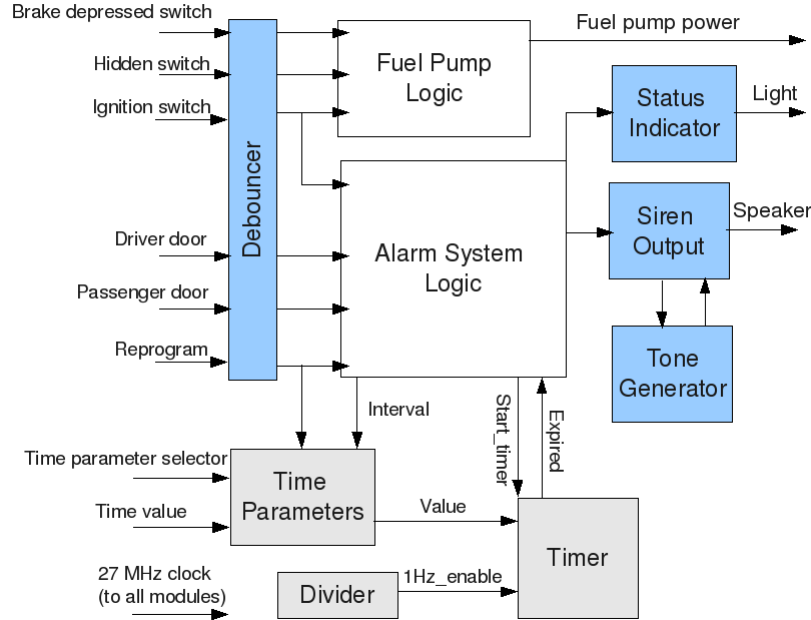 Brake depressed switch
Hidden switch
Ignition switch
Driver door
Passenger door
Reprogram
Debouncer
Fuel Pump
Logic
Fuel pump power
Alarm System
Logic
Status
Indicator
Light
Siren
Output
Speaker
Tone
Generator
Interval
Start_timer
Expired
Time parameter selector
Time value
Time
Parameters
Value
Timer
27 MHz clock
(to all modules)
Divider
1Hz_enable